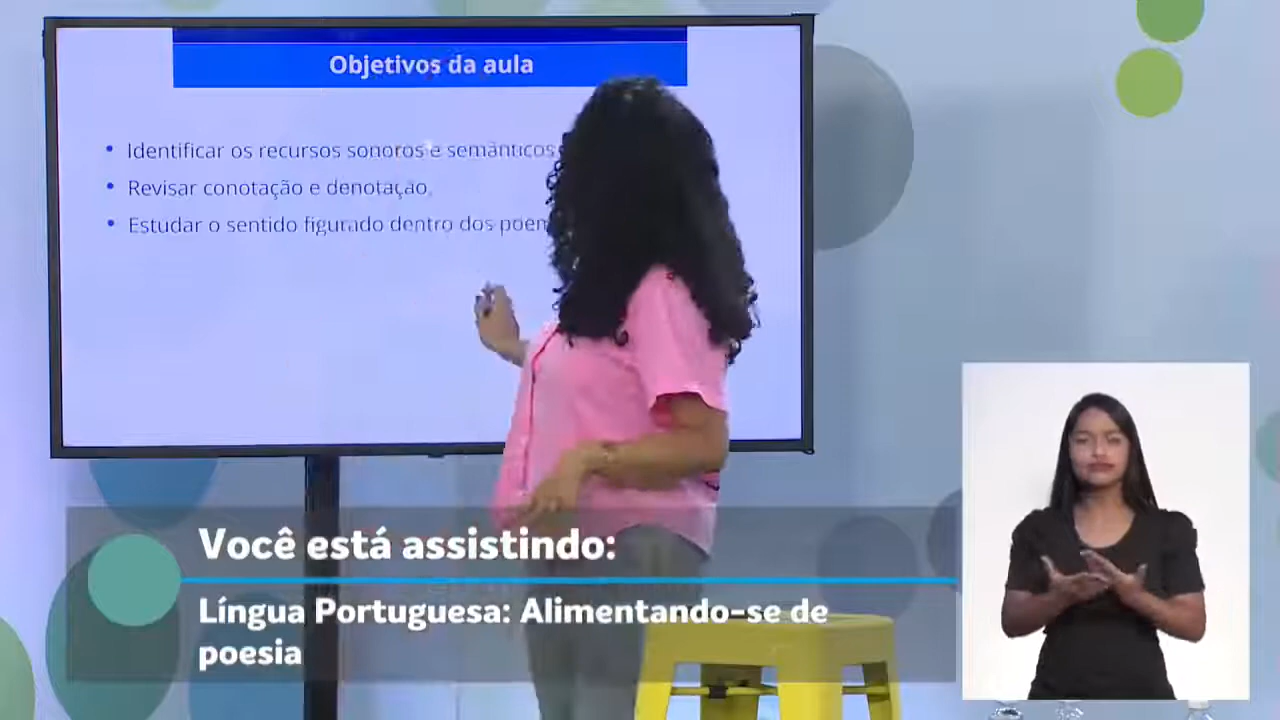 Objetivos da aula
• Identificar os recursos sonoros e semânticos
• Revisar conotação e denotação,
• Estudar o sentido figurado dentro dos
Você está assistindo:
Língua Portuguesa: Alimentando-se de
poesia